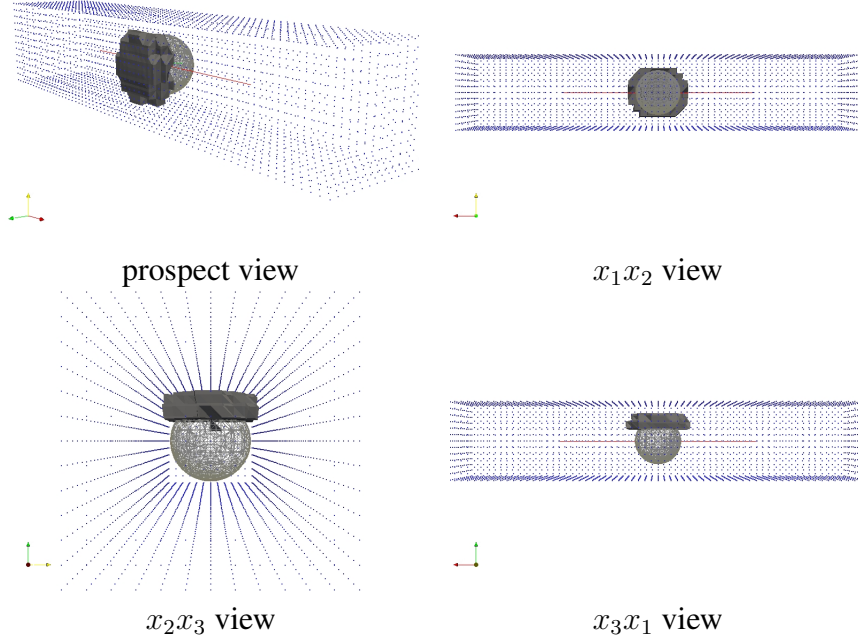 prospect view
x₁x₂ view
x₂x₃ view
x₃x₁ view